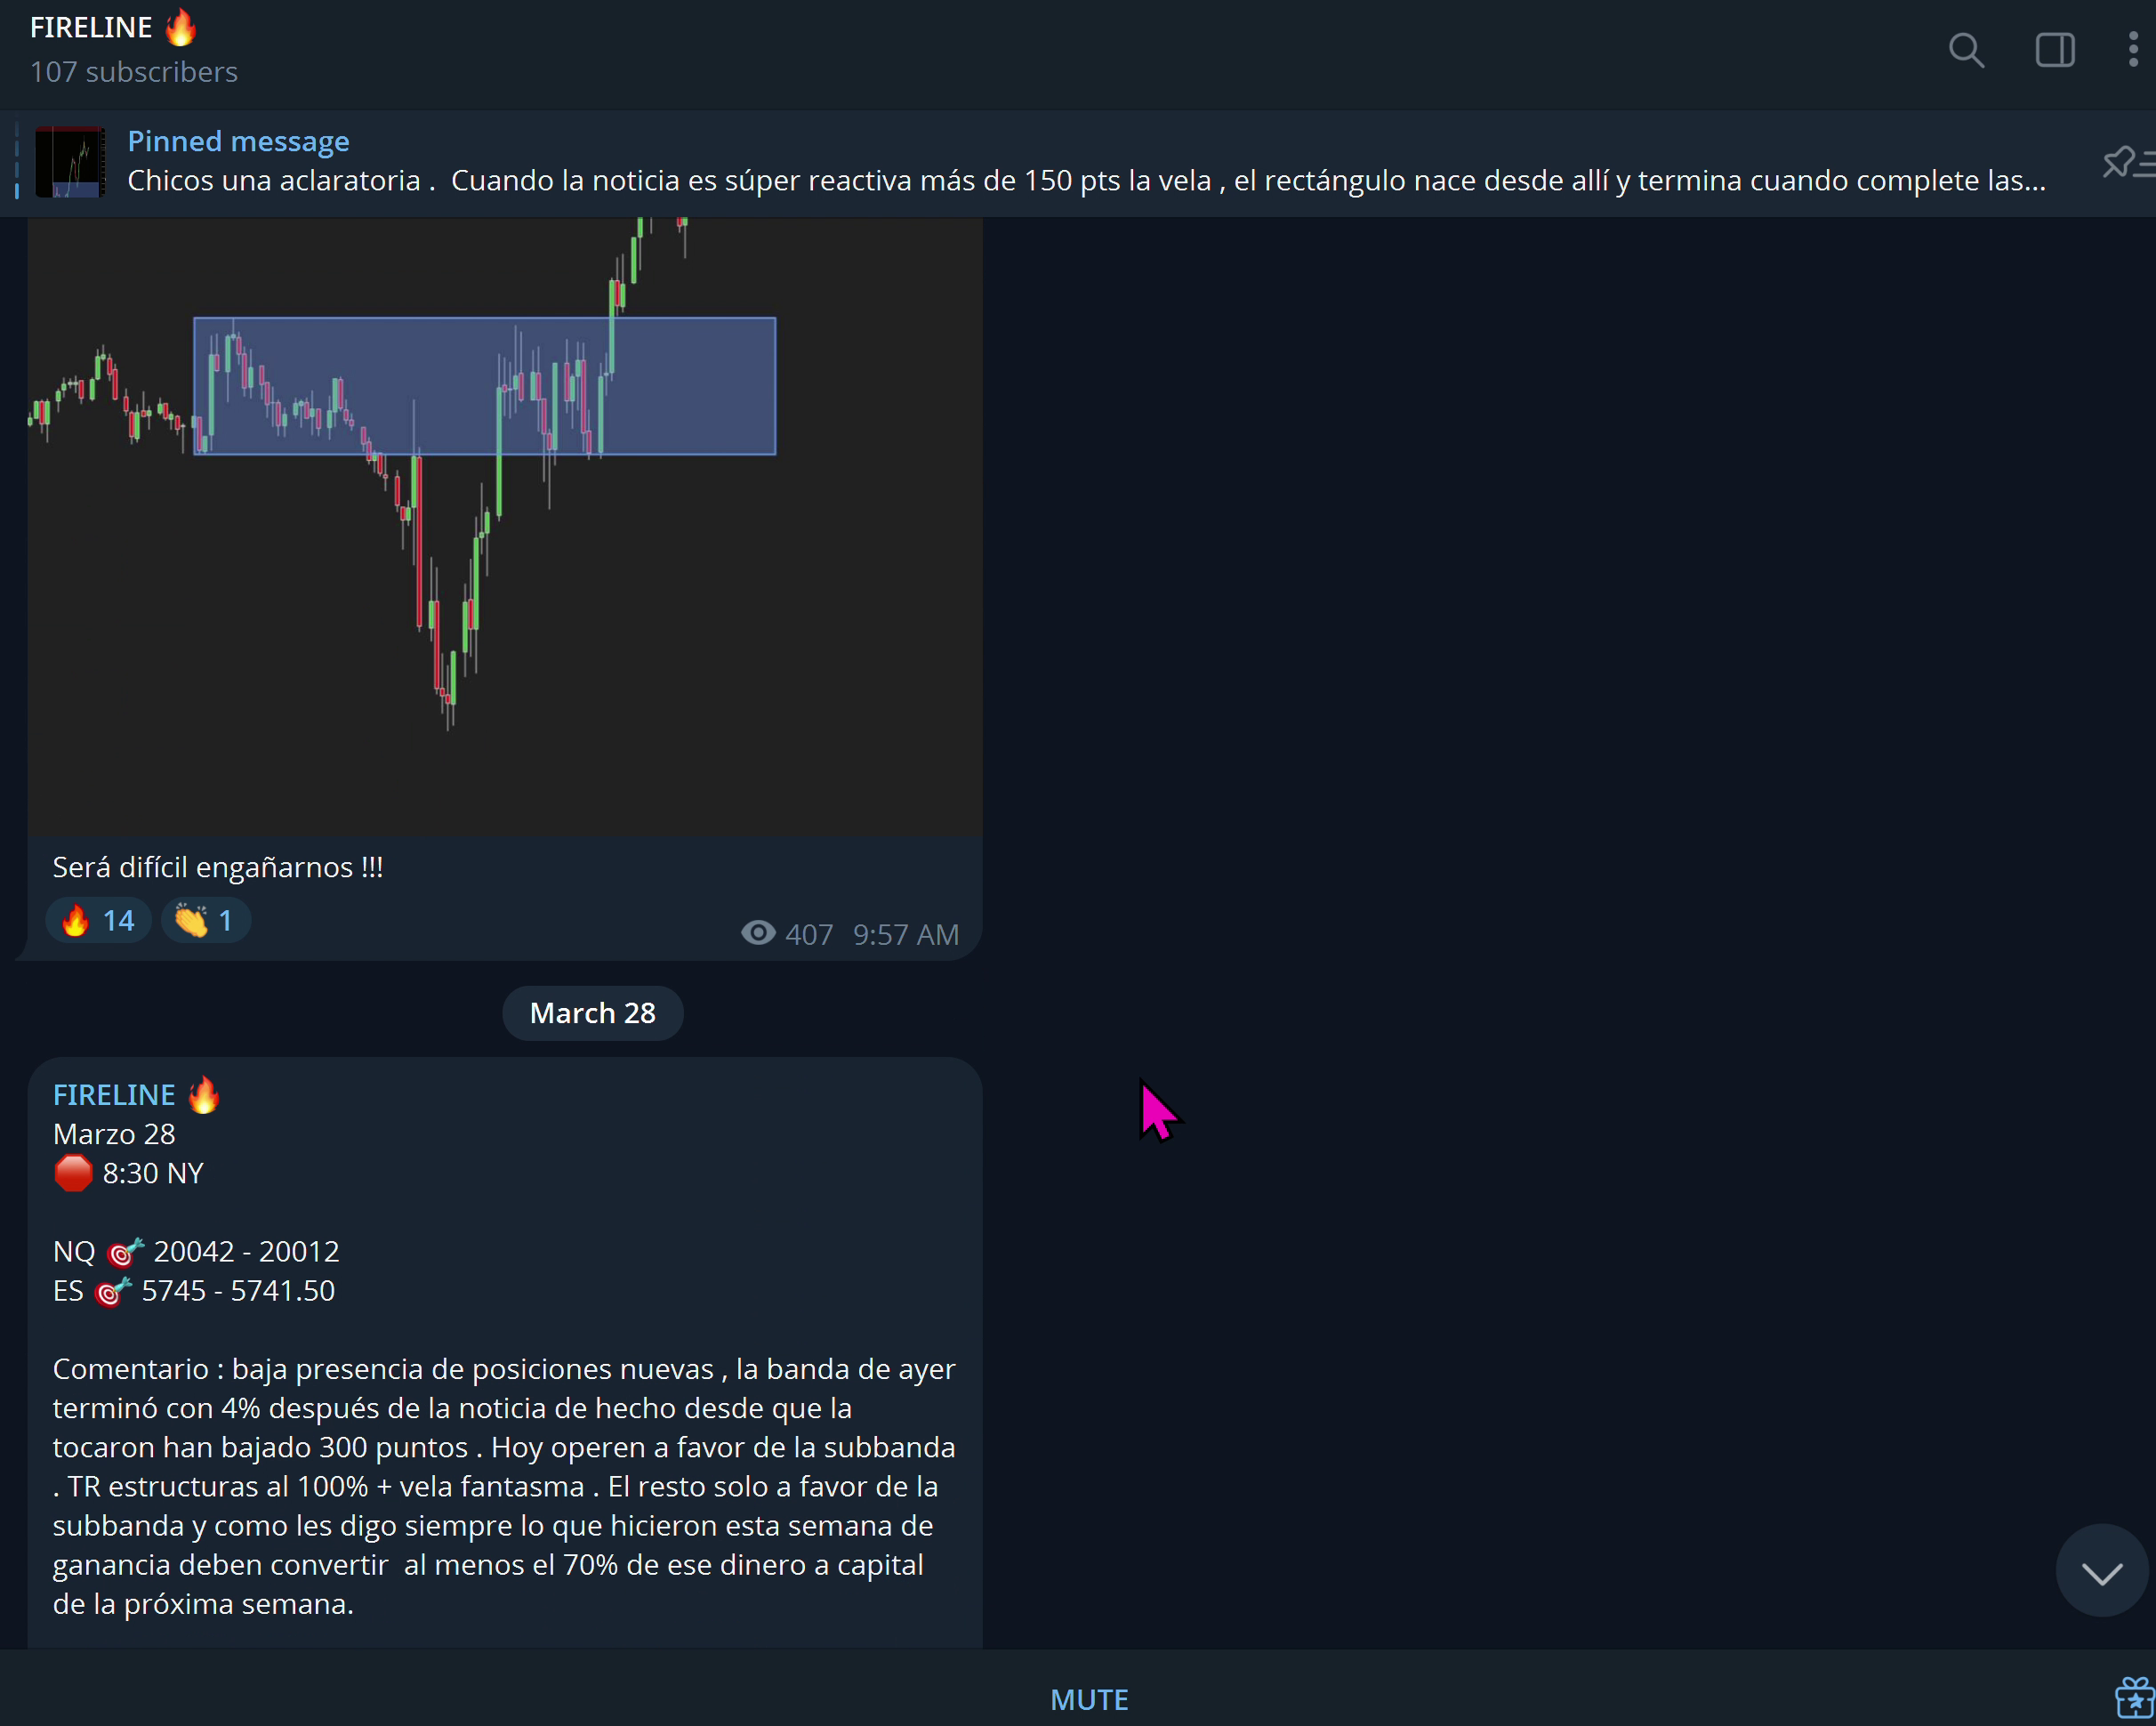 FIRELINE 🔥
107 subscribers
Pinned message
Chicos una aclaratoria .  Cuando la noticia es súper reactiva más de 150 pts la vela , el rectángulo nace desde allí y termina cuando complete las...
Será difícil engañarnos !!!
🔥 14 👏 1
407 9:57 AM
March 28
FIRELINE 🔥
Marzo 28
🛑 8:30 NY
NQ 🎯 20042 - 20012
ES 🎯 5745 - 5741.50
Comentario : baja presencia de posiciones nuevas , la banda de ayer
terminó con 4% después de la noticia de hecho desde que la
tocaron han bajado 300 puntos . Hoy operen a favor de la subbanda
. TR estructuras al 100% + vela fantasma . El resto solo a favor de la
subbanda y como les digo siempre lo que hicieron esta semana de
ganancia deben convertir  al menos el 70% de ese dinero a capital
de la próxima semana.
MUTE